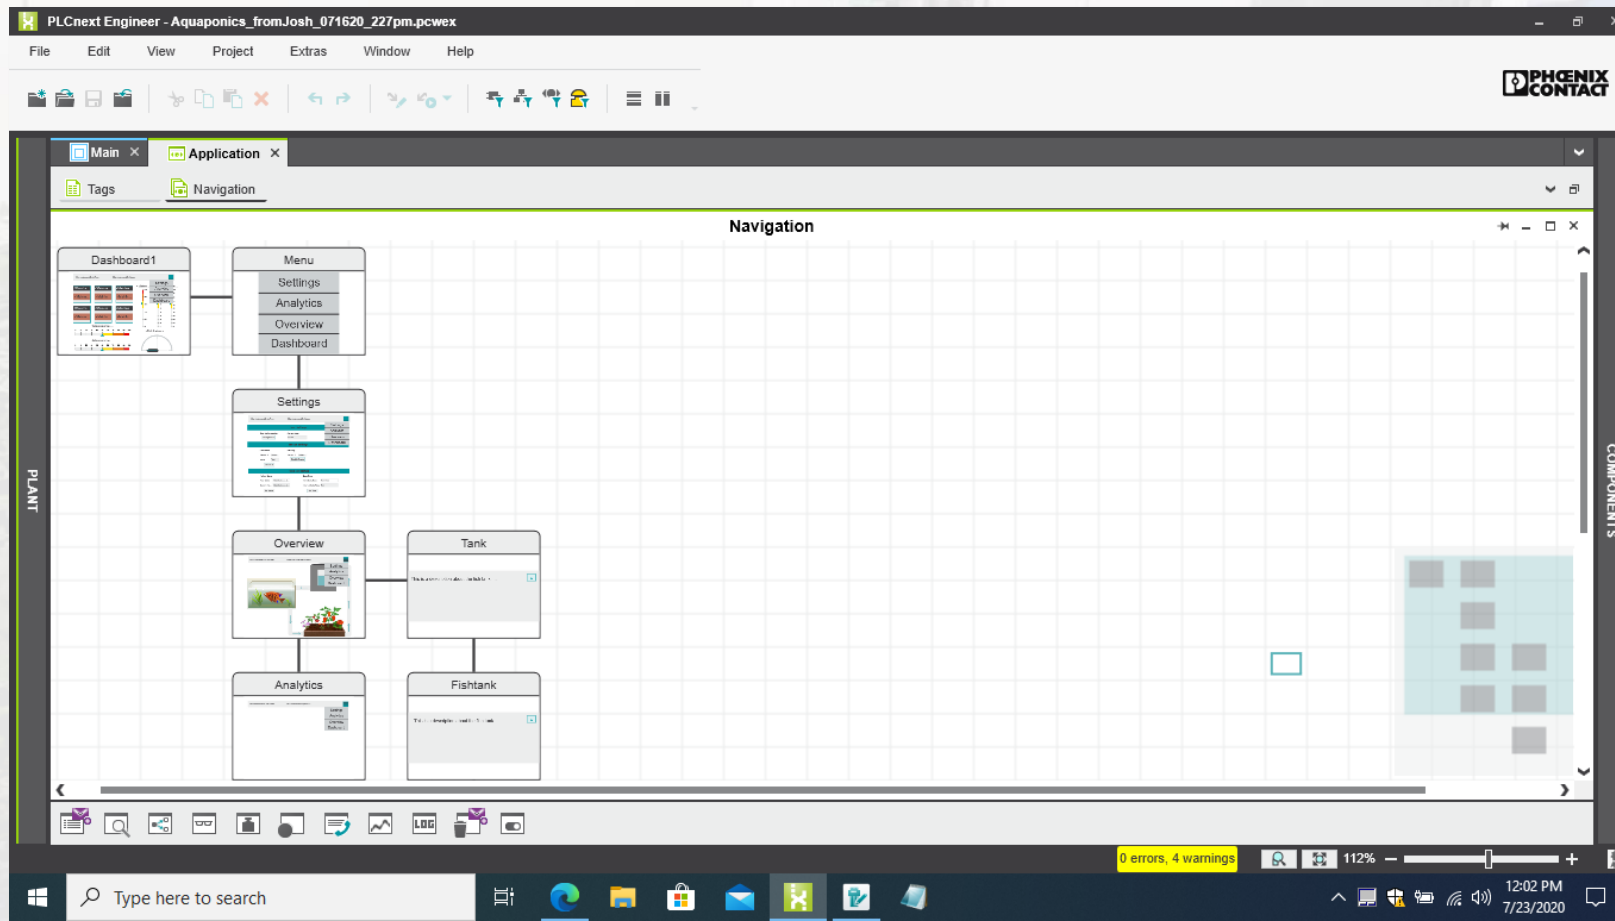 PLCnext Engineer - Aquaponics_fromJosh_071620_227pm.pcwex
File Edit View Project Extras Window Help
PHŒNIX
CONTACT
Main
Application
Tags
Navigation
Navigation
Dashboard1
Menu
Settings
Analytics
Overview
Dashboard
Settings
Overview
Tank
Analytics
Fishtank
PLANT
COMPONENTS
LOG
0 errors, 4 warnings
112%
Type here to search
12:02 PM
7/23/2020